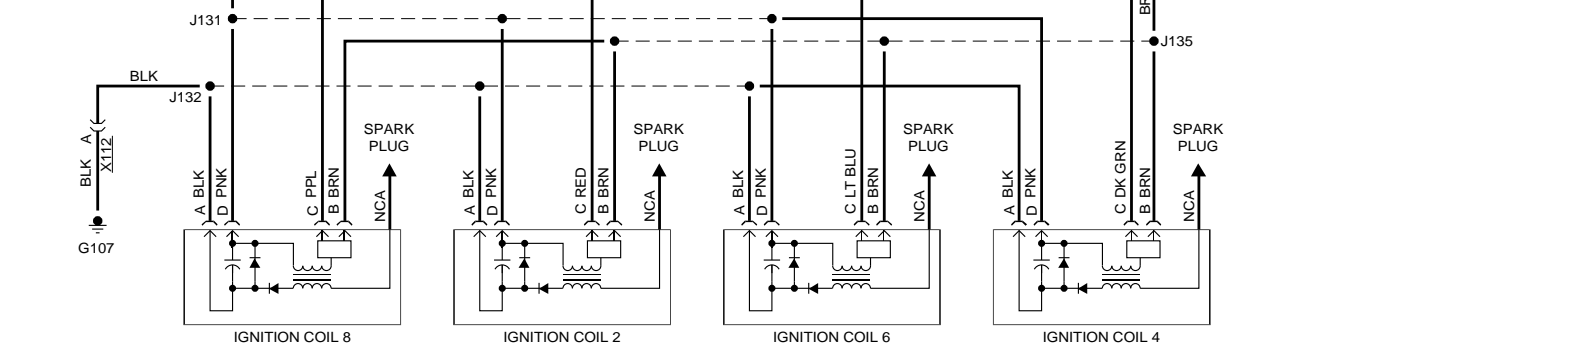 BR
J131
J135
BLK
J132
SPARK PLUG
SPARK PLUG
SPARK PLUG
SPARK PLUG
BLK A
X112
A BLK
D PNK
C PPL
B BRN
NCA
A BLK
D PNK
C RED
B BRN
NCA
A BLK
D PNK
C LT BLU
B BRN
NCA
A BLK
D PNK
C DK GRN
B BRN
NCA
G107
IGNITION COIL 8
IGNITION COIL 2
IGNITION COIL 6
IGNITION COIL 4